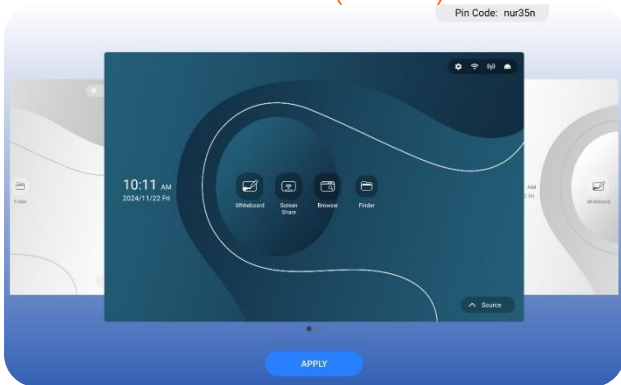 Pin Code: nur35n
10:11 AM
2024/11/22 Fri
Whiteboard
Screen
Share
Browser
Finder
Source
Finder
AM
Whiteboard
APPLY